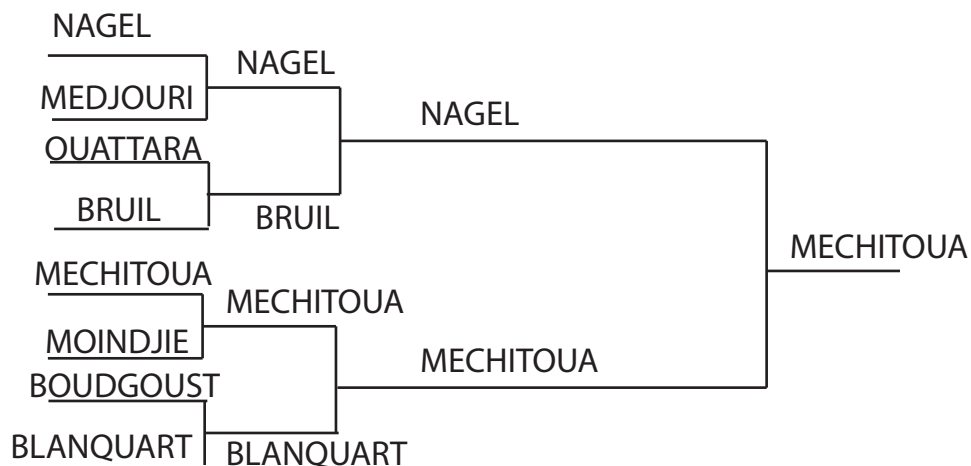 NAGEL
NAGEL
MEDJOURI
NAGEL
OUATTARA
BRUIL
BRUIL
MECHITOUA
MECHITOUA
MECHITOUA
MOINDJIE
MECHITOUA
BOUDGOUST
BLANQUART
BLANQUART